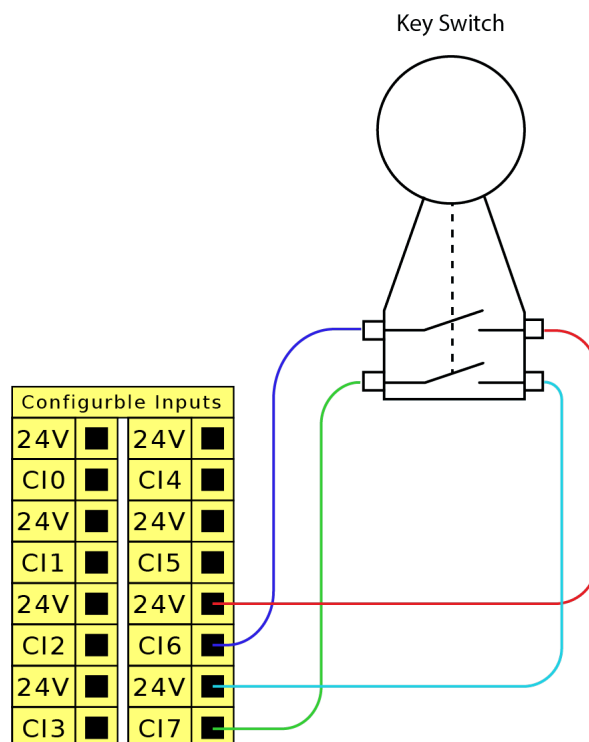 Key Switch
Configurble Inputs
24V 24V
CI0 CI4
24V 24V
CI1 CI5
24V 24V
CI2 CI6
24V 24V
CI3 CI7